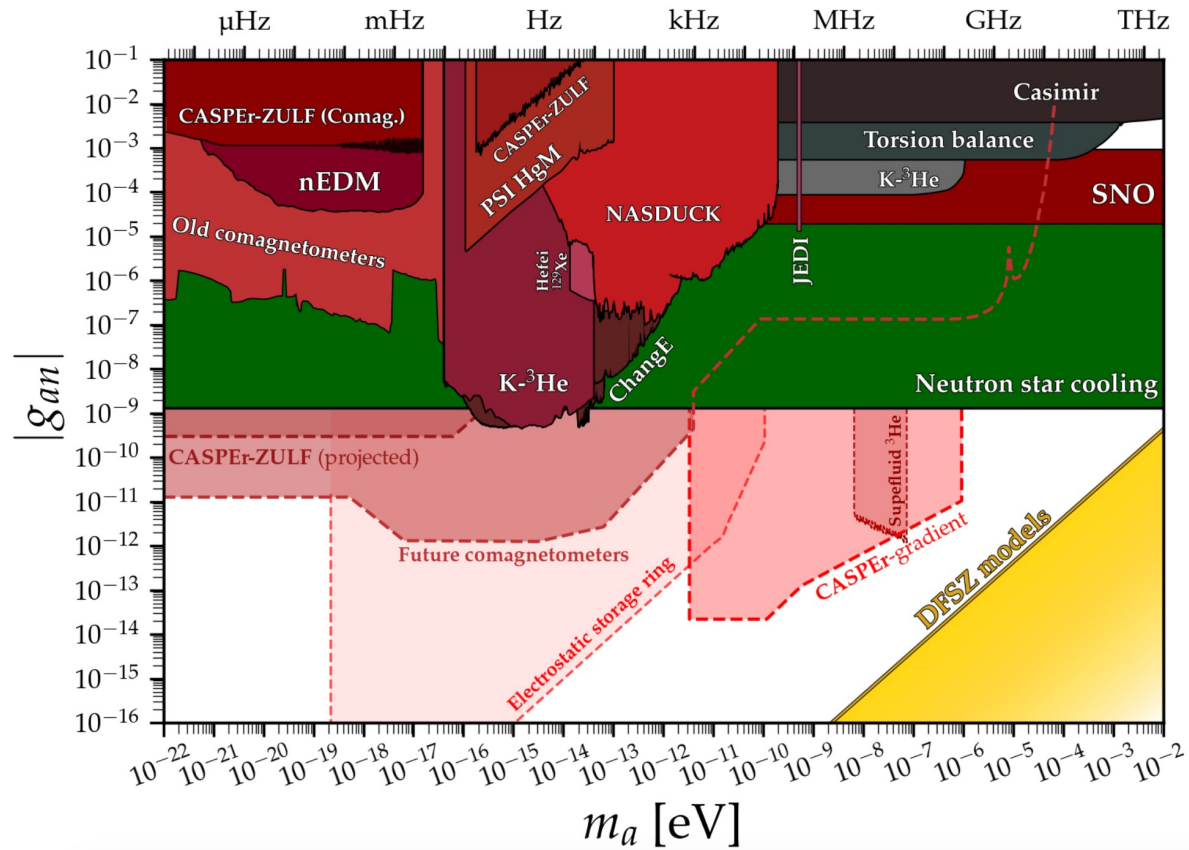 μHz mHz Hz kHz MHz GHz THz
10⁻¹
10⁻²
10⁻³
10⁻⁴
10⁻⁵
10⁻⁶
10⁻⁷
10⁻⁸
10⁻⁹
10⁻¹⁰
10⁻¹¹
10⁻¹²
10⁻¹³
10⁻¹⁴
10⁻¹⁵
10⁻¹⁶
|gₐₙ|
CASPEr-ZULF (Comag.)
nEDM
Old comagnetometers
CASPEr-ZULF
PSI HgM
NASDUCK
Hefei
¹²⁹Xe
K-³He
ChangE
Casimir
Torsion balance
K-³He
SNO
JEDI
Neutron star cooling
CASPEr-ZULF (projected)
Future comagnetometers
Electrostatic storage ring
Supefluid ³He
CASPEr-gradient
DFSZ models
10⁻²² 10⁻²¹ 10⁻²⁰ 10⁻¹⁹ 10⁻¹⁸ 10⁻¹⁷ 10⁻¹⁶ 10⁻¹⁵ 10⁻¹⁴ 10⁻¹³ 10⁻¹² 10⁻¹¹ 10⁻¹⁰ 10⁻⁹ 10⁻⁸ 10⁻⁷ 10⁻⁶ 10⁻⁵ 10⁻⁴ 10⁻³ 10⁻²
mₐ [eV]